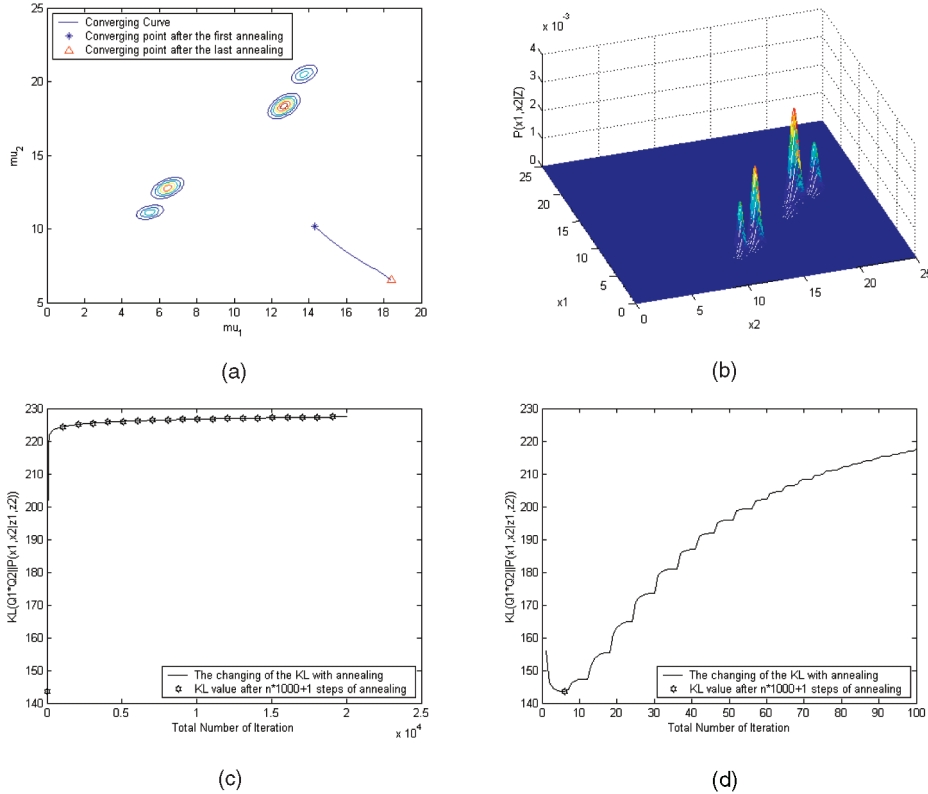 Converging Curve
Converging point after the first annealing
Converging point after the last annealing
25
20
15
10
5
mu_2
0 2 4 6 8 10 12 14 16 18 20
mu_1
(a)
x 10^-3
4
3
2
1
0
P(x1,x2|Z)
25
20
15
10
5
0
x1
0
5
10
15
20
25
x2
(b)
230
220
210
200
190
180
170
160
150
140
KL(Q1*Q2||P(x1,x2|z1,z2))
The changing of the KL with annealing
KL value after n*1000+1 steps of annealing
0 0.5 1 1.5 2 2.5
Total Number of Iteration
x 10^4
(c)
230
220
210
200
190
180
170
160
150
140
KL(Q1*Q2||P(x1,x2|z1,z2))
The changing of the KL with annealing
KL value after n*1000+1 steps of annealing
0 10 20 30 40 50 60 70 80 90 100
Total Number of Iteration
(d)